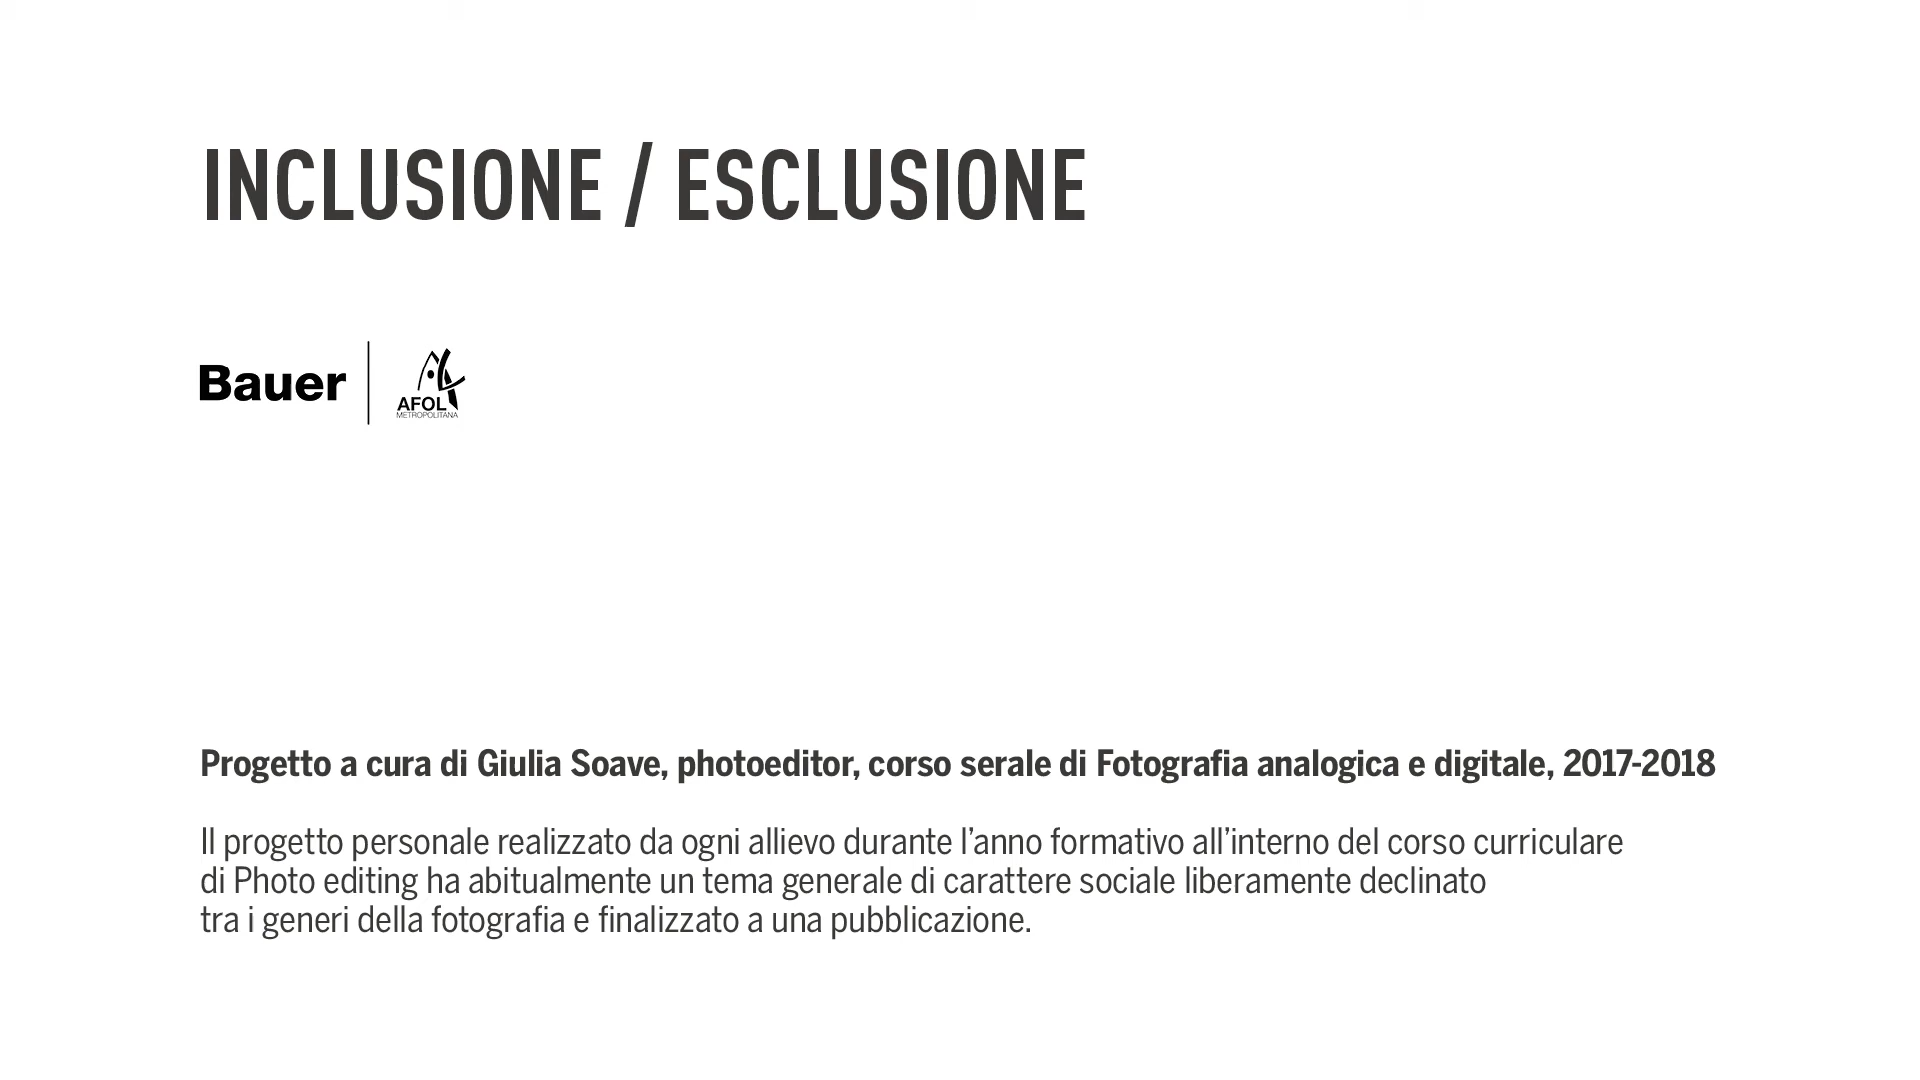 INCLUSIONE / ESCLUSIONE
Bauer
AFOL
METROPOLITANA
Progetto a cura di Giulia Soave, photoeditor, corso serale di Fotografia analogica e digitale, 2017-2018
Il progetto personale realizzato da ogni allievo durante l’anno formativo all’interno del corso curriculare
di Photo editing ha abitualmente un tema generale di carattere sociale liberamente declinato
tra i generi della fotografia e finalizzato a una pubblicazione.